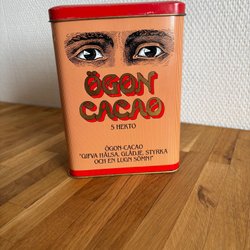 ÖGON
CACAO
5 HEKTO
ÖGON-CACAO
"GIFVA HÄLSA, GLÄDJE, STYRKA
OCH EN LUGN SÖMN!"